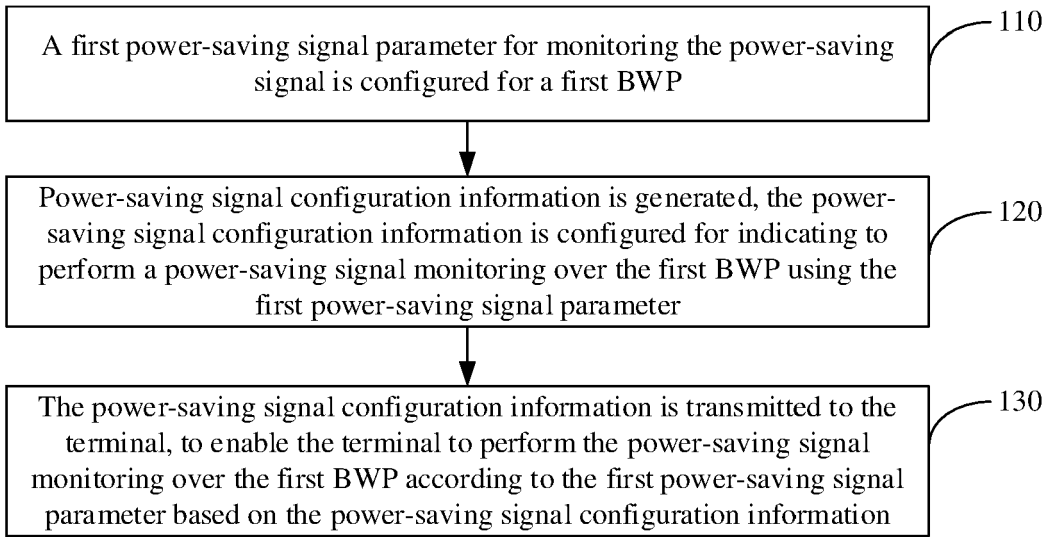 A first power-saving signal parameter for monitoring the power-saving
signal is configured for a first BWP
110
Power-saving signal configuration information is generated, the power-
saving signal configuration information is configured for indicating to
perform a power-saving signal monitoring over the first BWP using the
first power-saving signal parameter
120
The power-saving signal configuration information is transmitted to the
terminal, to enable the terminal to perform the power-saving signal
monitoring over the first BWP according to the first power-saving signal
parameter based on the power-saving signal configuration information
130